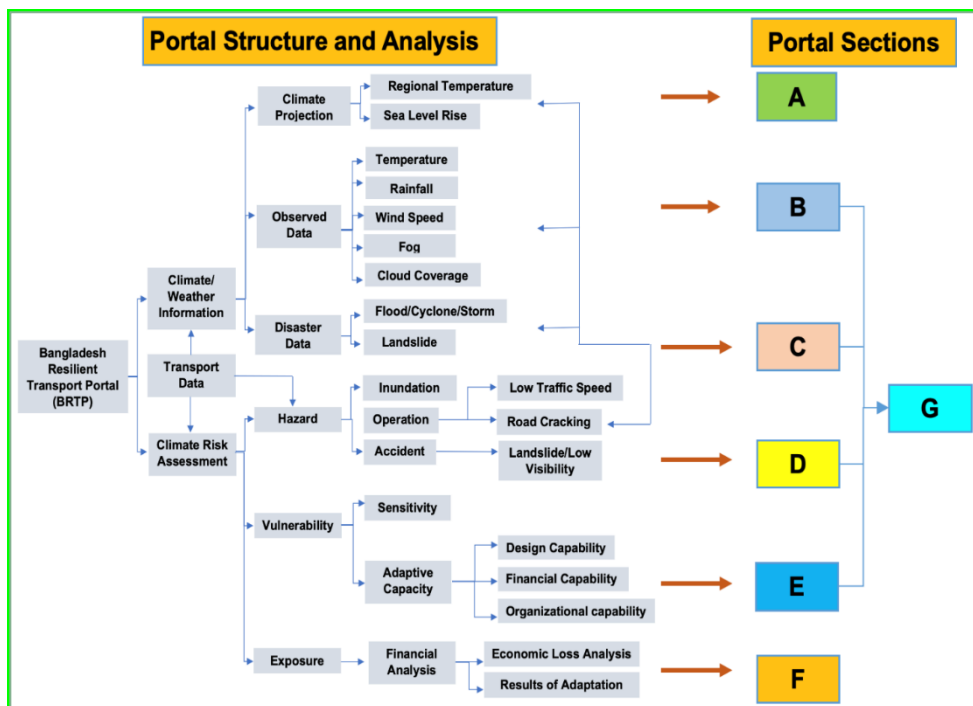 Portal Structure and Analysis
Portal Sections
Regional Temperature
Climate
Projection
Sea Level Rise
A
Temperature
Rainfall
Observed
Data
Wind Speed
Fog
Cloud Coverage
B
Climate/
Weather
Information
Disaster
Data
Flood/Cyclone/Storm
Landslide
C
Bangladesh
Resilient
Transport Portal
(BRTP)
Transport
Data
Climate Risk
Assessment
Hazard
Inundation
Operation
Accident
Low Traffic Speed
Road Cracking
Landslide/Low
Visibility
D
G
Vulnerability
Sensitivity
Adaptive
Capacity
Design Capability
Financial Capability
Organizational capability
E
Exposure
Financial
Analysis
Economic Loss Analysis
Results of Adaptation
F